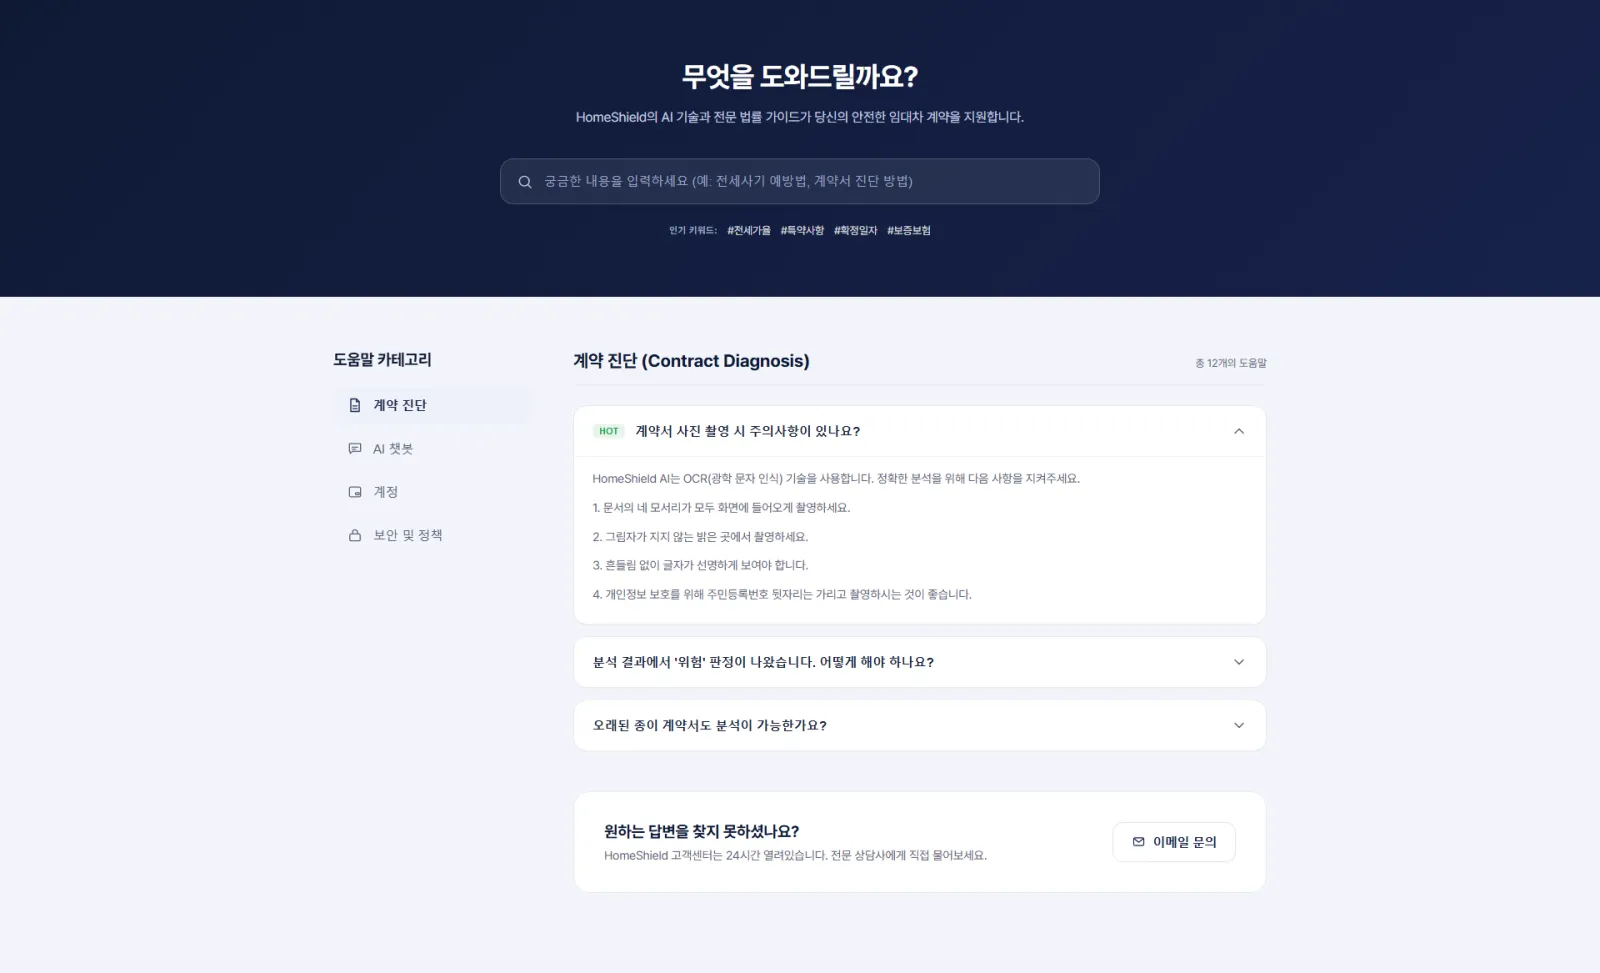 무엇을 도와드릴까요?
HomeShield의 AI 기술과 전문 법률 가이드가 당신의 안전한 임대차 계약을 지원합니다.
궁금한 내용을 입력하세요 (예: 전세사기 예방법, 계약서 진단 방법)
인기 키워드: #전세가율 #특약사항 #확정일자 #보증보험
도움말 카테고리
계약 진단
AI 챗봇
계정
보안 및 정책
계약 진단 (Contract Diagnosis)
총 12개의 도움말
HOT 계약서 사진 촬영 시 주의사항이 있나요?
HomeShield AI는 OCR(광학 문자 인식) 기술을 사용합니다. 정확한 분석을 위해 다음 사항을 지켜주세요.
1. 문서의 네 모서리가 모두 화면에 들어오게 촬영하세요.
2. 그림자가 지지 않는 밝은 곳에서 촬영하세요.
3. 흔들림 없이 글자가 선명하게 보여야 합니다.
4. 개인정보 보호를 위해 주민등록번호 뒷자리는 가리고 촬영하시는 것이 좋습니다.
분석 결과에서 '위험' 판정이 나왔습니다. 어떻게 해야 하나요?
오래된 종이 계약서도 분석이 가능한가요?
원하는 답변을 찾지 못하셨나요?
HomeShield 고객센터는 24시간 열려있습니다. 전문 상담사에게 직접 물어보세요.
이메일 문의